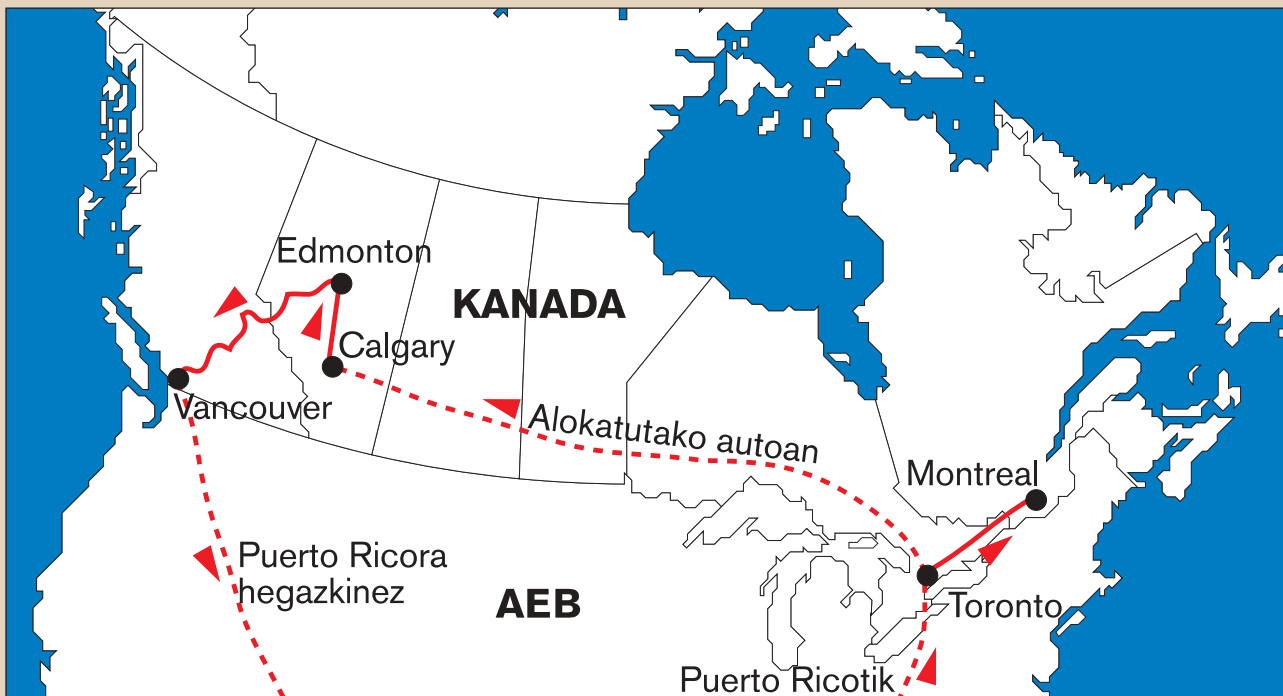 Edmonton
KANADA
Calgary
Vancouver
Alokatutako autoan
Montreal
Puerto Ricora
hegazkinez
AEB
Toronto
Puerto Ricotik